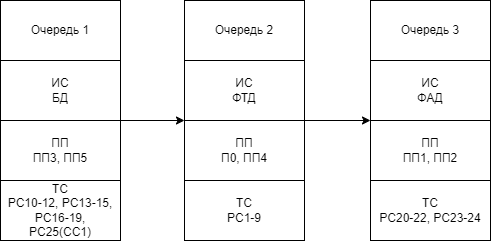 Очередь 1
ИС
БД
ПП
ПП3, ПП5
ТС
РС10-12, РС13-15,
РС16-19,
РС25(СС1)
Очередь 2
ИС
ФТД
ПП
П0, ПП4
ТС
РС1-9
Очередь 3
ИС
ФАД
ПП
ПП1, ПП2
ТС
РС20-22, РС23-24